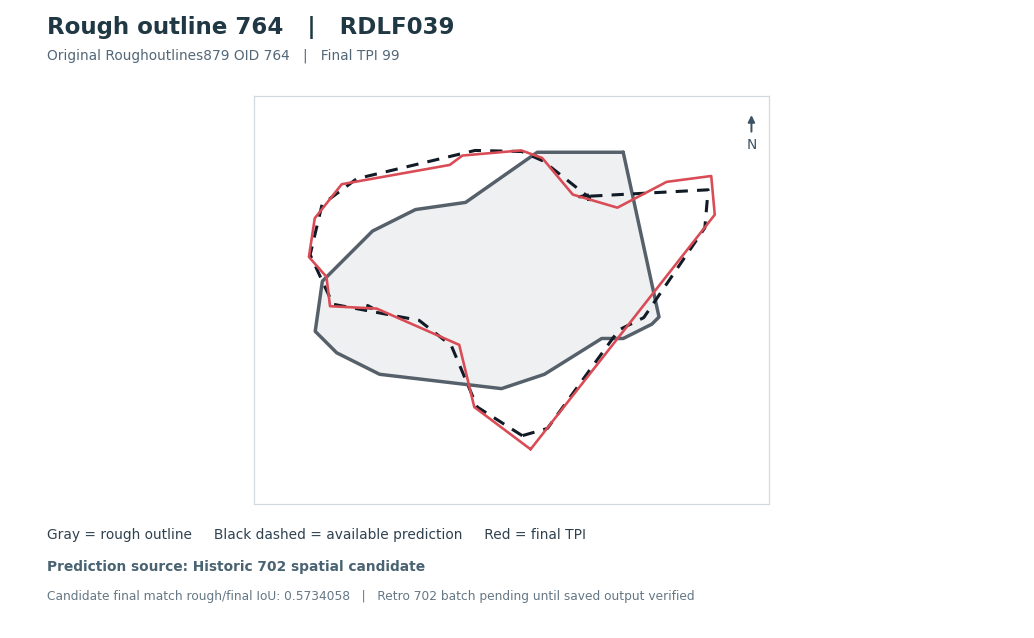 Rough outline 764   |   RDLF039
Original Roughoutlines879 OID 764   |   Final TPI 99
N
Gray = rough outline     Black dashed = available prediction     Red = final TPI
Prediction source: Historic 702 spatial candidate
Candidate final match rough/final IoU: 0.5734058   |   Retro 702 batch pending until saved output verified